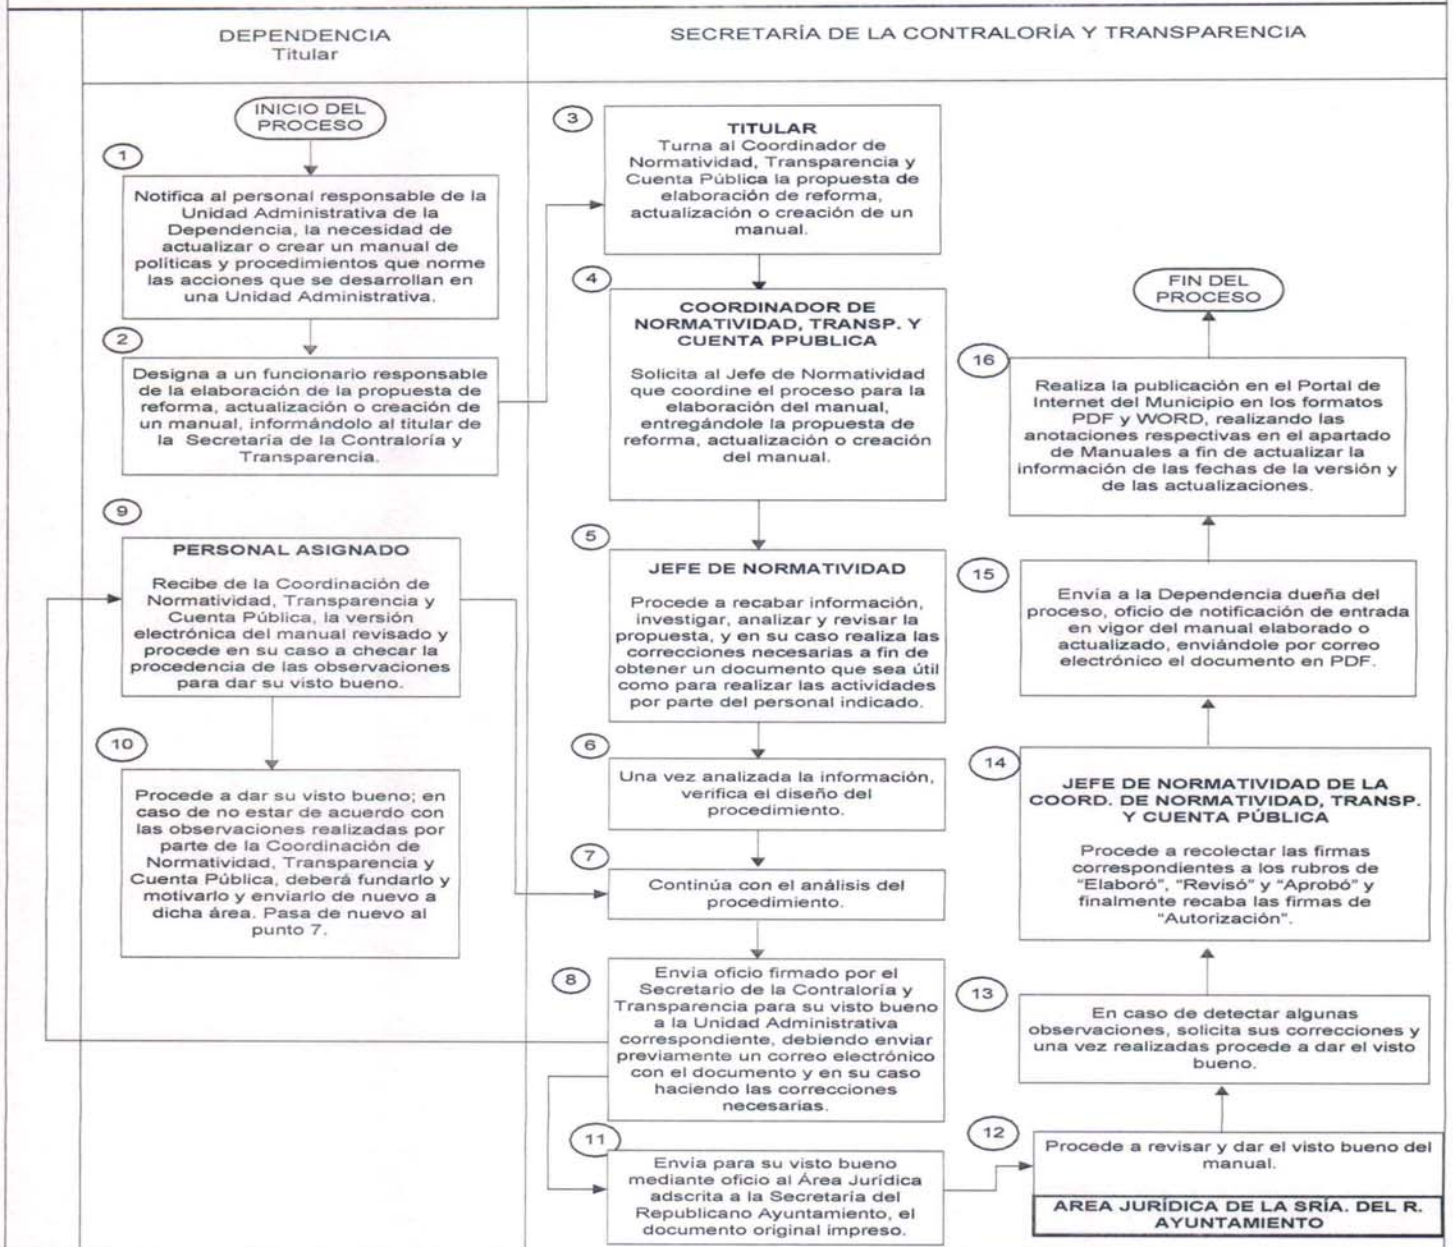 DEPENDENCIA
Titular
SECRETARÍA DE LA CONTRALORÍA Y TRANSPARENCIA
INICIO DEL
PROCESO
1
Notifica al personal responsable de la
Unidad Administrativa de la
Dependencia, la necesidad de
actualizar o crear un manual de
políticas y procedimientos que norme
las acciones que se desarrollan en
una Unidad Administrativa.
2
Designa a un funcionario responsable
de la elaboración de la propuesta de
reforma, actualización o creación de
un manual, informándolo al titular de
la Secretaría de la Contraloría y
Transparencia.
3
TITULAR
Turna al Coordinador de
Normatividad, Transparencia y
Cuenta Pública la propuesta de
elaboración de reforma,
actualización o creación de un
manual.
4
COORDINADOR DE
NORMATIVIDAD, TRANSP. Y
CUENTA PPUBLICA
Solicita al Jefe de Normatividad
que coordine el proceso para la
elaboración del manual,
entregándole la propuesta de
reforma, actualización o creación
del manual.
5
JEFE DE NORMATIVIDAD
Procede a recabar información,
investigar, analizar y revisar la
propuesta, y en su caso realiza las
correcciones necesarias a fin de
obtener un documento que sea útil
como para realizar las actividades
por parte del personal indicado.
6
Una vez analizada la información,
verifica el diseño del
procedimiento.
7
Continúa con el análisis del
procedimiento.
8
Envia oficio firmado por el
Secretario de la Contraloría y
Transparencia para su visto bueno
a la Unidad Administrativa
correspondiente, debiendo enviar
previamente un correo electrónico
con el documento y en su caso
haciendo las correcciones
necesarias.
9
PERSONAL ASIGNADO
Recibe de la Coordinación de
Normatividad, Transparencia y
Cuenta Pública, la versión
electrónica del manual revisado y
procede en su caso a checar la
procedencia de las observaciones
para dar su visto bueno.
10
Procede a dar su visto bueno; en
caso de no estar de acuerdo con
las observaciones realizadas por
parte de la Coordinación de
Normatividad, Transparencia y
Cuenta Pública, deberá fundarlo y
motivarlo y enviarlo de nuevo a
dicha área. Pasa de nuevo al
punto 7.
11
Envía para su visto bueno
mediante oficio al Área Jurídica
adscrita a la Secretaría del
Republicano Ayuntamiento, el
documento original impreso.
12
Procede a revisar y dar el visto bueno del
manual.
AREA JURÍDICA DE LA SRÍA. DEL R.
AYUNTAMIENTO
13
En caso de detectar algunas
observaciones, solicita sus correcciones y
una vez realizadas procede a dar el visto
bueno.
14
JEFE DE NORMATIVIDAD DE LA
COORD. DE NORMATIVIDAD, TRANSP.
Y CUENTA PÚBLICA
Procede a recolectar las firmas
correspondientes a los rubros de
“Elaboró”, “Revisó” y “Aprobó” y
finalmente recaba las firmas de
“Autorización”.
15
Envía a la Dependencia dueña del
proceso, oficio de notificación de entrada
en vigor del manual elaborado o
actualizado, enviándole por correo
electrónico el documento en PDF.
16
Realiza la publicación en el Portal de
Internet del Municipio en los formatos
PDF y WORD, realizando las
anotaciones respectivas en el apartado
de Manuales a fin de actualizar la
información de las fechas de la versión y
de las actualizaciones.
FIN DEL
PROCESO